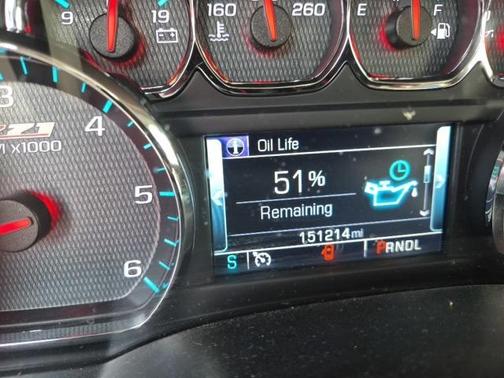 9 19 160 260 E F
3
4
Z71
x1000
5
6
Oil Life
51%
Remaining
151214 mi
S PRNDL